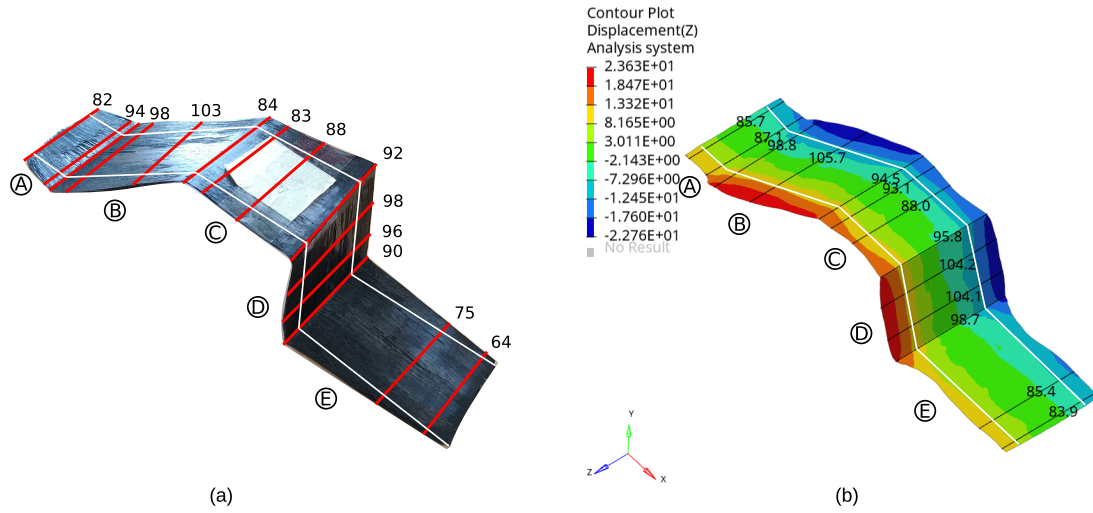 82
94 98
103
84
83
88
92
98
96
90
75
64
A
B
C
D
E
(a)
Contour Plot
Displacement(Z)
Analysis system
2.363E+01
1.847E+01
1.332E+01
8.165E+00
3.011E+00
-2.143E+00
-7.296E+00
-1.245E+01
-1.760E+01
-2.276E+01
No Result
85.7
87.1
98.8
105.7
94.5
93.1
88.0
95.8
104.2
104.1
98.7
85.4
83.9
A
B
C
D
E
Y
Z
X
(b)